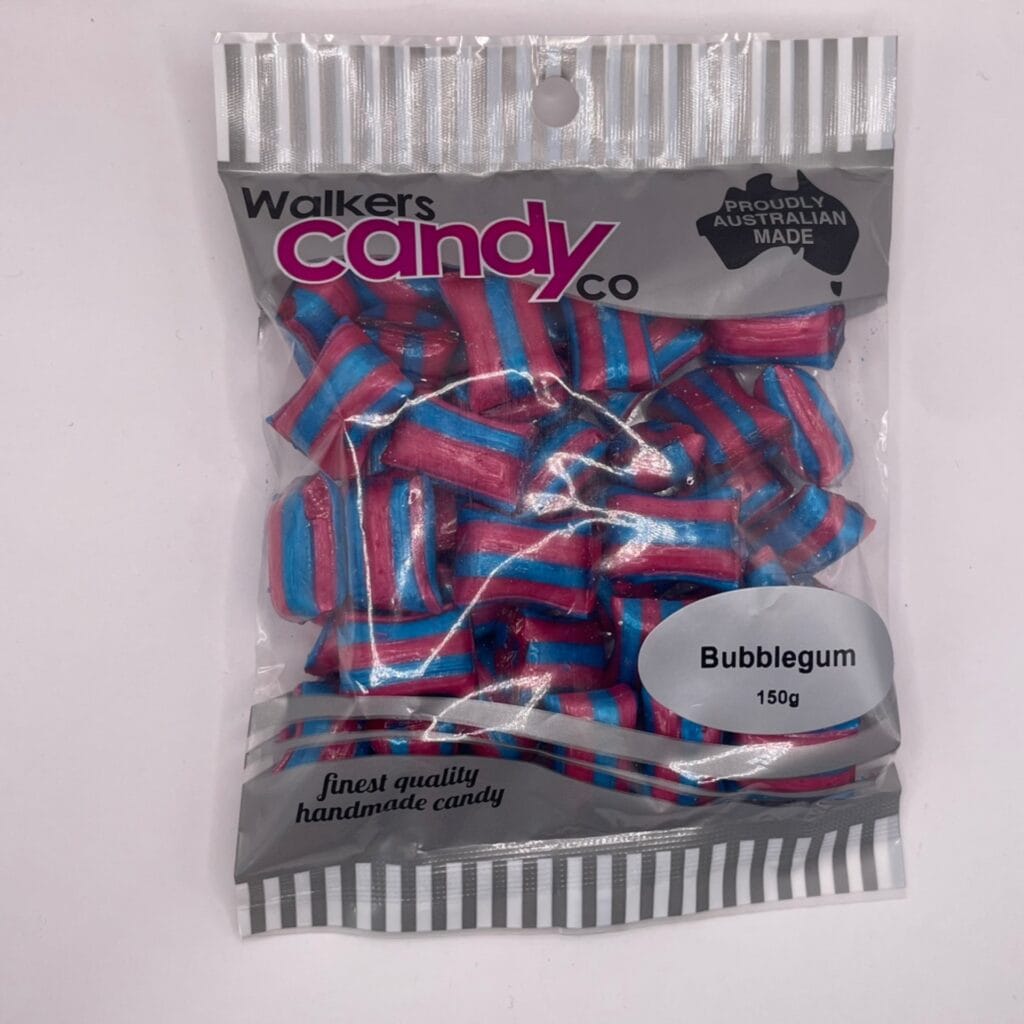 Walkers
candy
co
PROUDLY
AUSTRALIAN
MADE
Bubblegum
150g
finest quality
handmade candy